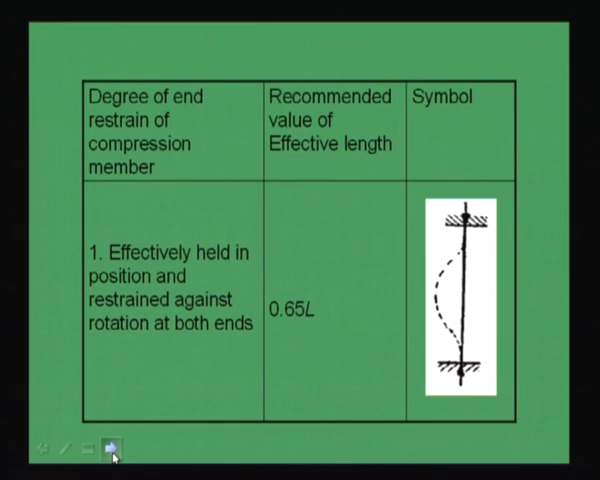 Degree of end
restrain of
compression
member
Recommended
value of
Effective length
Symbol
1. Effectively held in
position and
restrained against
rotation at both ends
0.65L